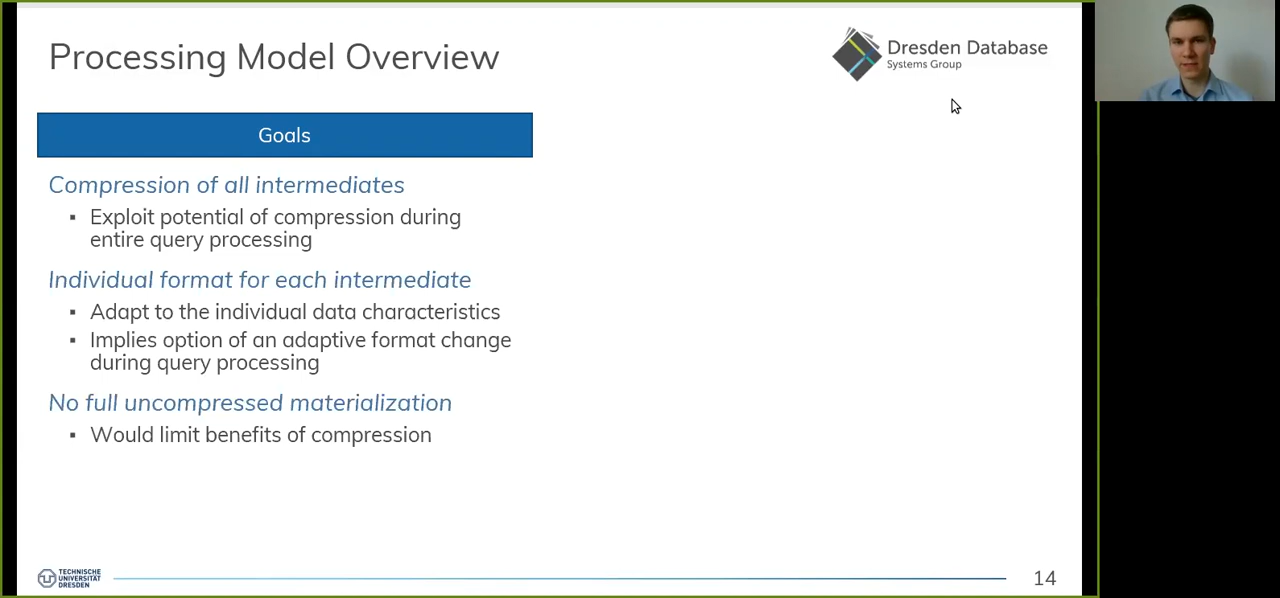 Processing Model Overview
Dresden Database
Systems Group
Goals
Compression of all intermediates
▪ Exploit potential of compression during
entire query processing
Individual format for each intermediate
▪ Adapt to the individual data characteristics
▪ Implies option of an adaptive format change
during query processing
No full uncompressed materialization
▪ Would limit benefits of compression
TECHNISCHE
UNIVERSITÄT
DRESDEN
14